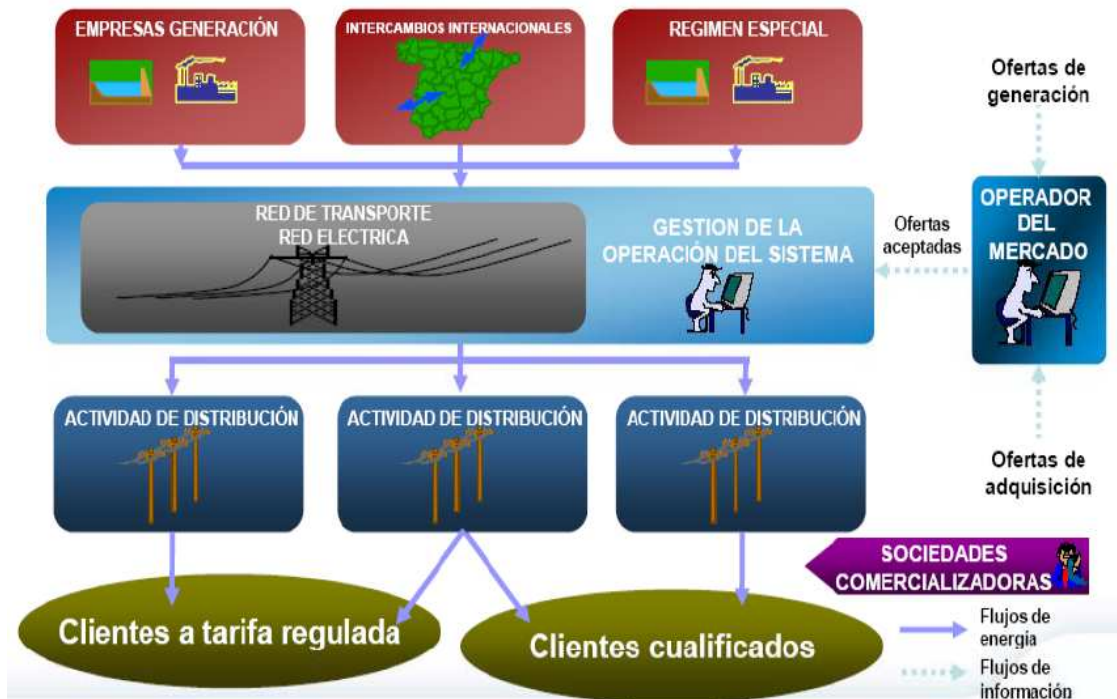 EMPRESAS GENERACIÓN
INTERCAMBIOS INTERNACIONALES
REGIMEN ESPECIAL
Ofertas de
generación
RED DE TRANSPORTE
RED ELECTRICA
GESTION DE LA
OPERACIÓN DEL SISTEMA
Ofertas
aceptadas
OPERADOR
DEL
MERCADO
ACTIVIDAD DE DISTRIBUCIÓN
ACTIVIDAD DE DISTRIBUCIÓN
ACTIVIDAD DE DISTRIBUCIÓN
Ofertas de
adquisición
SOCIEDADES
COMERCIALIZADORAS
Clientes a tarifa regulada
Clientes cualificados
Flujos de
energía
Flujos de
información